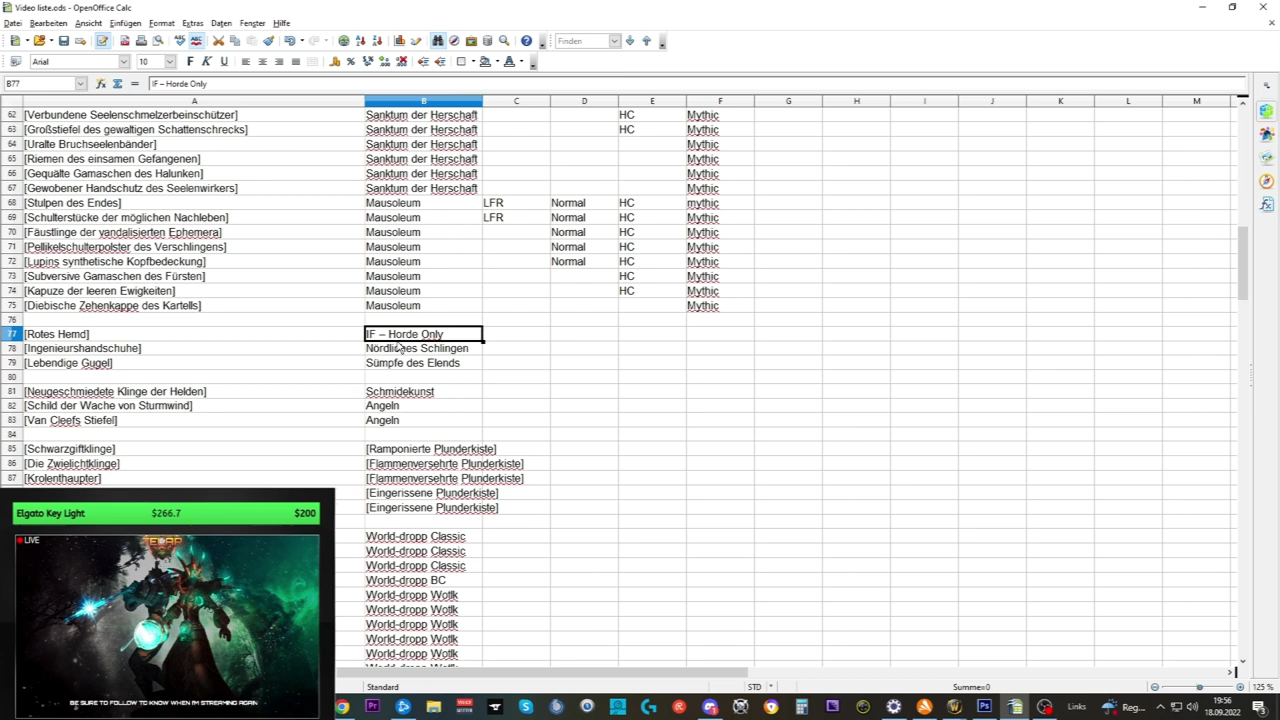 Video liste.ods - OpenOffice Calc
Datei Bearbeiten Ansicht Einfügen Format Extras Daten Fenster Hilfe
Finden
Arial 10
B77 IF – Horde Only
A B C D E F G H I J K L M
62 [Verbundene Seelenschmelzerbeinschützer] Sanktum der Herschaft HC Mythic
63 [Großstiefel des gewaltigen Schattenschrecks] Sanktum der Herschaft HC Mythic
64 [Uralte Bruchseelenbänder] Sanktum der Herschaft Mythic
65 [Riemen des einsamen Gefangenen] Sanktum der Herschaft Mythic
66 [Gequälte Gamaschen des Halunken] Sanktum der Herschaft Mythic
67 [Gewobener Handschutz des Seelenwirkers] Sanktum der Herschaft Mythic
68 [Stulpen des Endes] Mausoleum LFR Normal HC mythic
69 [Schulterstücke der möglichen Nachleben] Mausoleum LFR Normal HC Mythic
70 [Fäustlinge der vandalisierten Ephemera] Mausoleum Normal HC Mythic
71 [Pellikelschulterpolster des Verschlingens] Mausoleum Normal HC Mythic
72 [Lupins synthetische Kopfbedeckung] Mausoleum Normal HC Mythic
73 [Subversive Gamaschen des Fürsten] Mausoleum HC Mythic
74 [Kapuze der leeren Ewigkeiten] Mausoleum HC Mythic
75 [Diebische Zehenkappe des Kartells] Mausoleum Mythic
76
77 [Rotes Hemd] IF – Horde Only
78 [Ingenieurshandschuhe] Nördliches Schlingen
79 [Lebendige Gugel] Sümpfe des Elends
80
81 [Neugeschmiedete Klinge der Helden] Schmidekunst
82 [Schild der Wache von Sturmwind] Angeln
83 [Van Cleefs Stiefel] Angeln
84
85 [Schwarzgiftklinge] [Ramponierte Plunderkiste]
86 [Die Zwielichtklinge] [Flammenversehrte Plunderkiste]
87 [Krolenthaupter] [Flammenversehrte Plunderkiste]
[Eingerissene Plunderkiste]
[Eingerissene Plunderkiste]
World-dropp Classic
World-dropp Classic
World-dropp Classic
World-dropp BC
World-dropp Wotlk
World-dropp Wotlk
World-dropp Wotlk
World-dropp Wotlk
World-dropp Wotlk
Elgato Key Light $266.7 $200
LIVE
BE SURE TO FOLLOW TO KNOW WHEN I'M STREAMING AGAIN
Standard STD * Summe=0 125 %
Links Reg... 19:56
18.09.2022